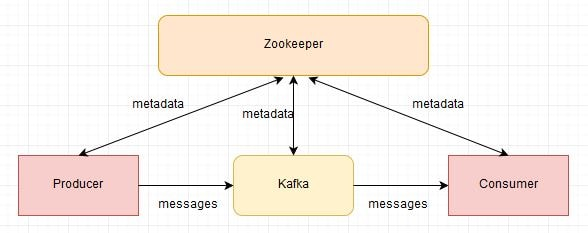 Zookeeper
metadata
metadata
metadata
Producer
Kafka
Consumer
messages
messages